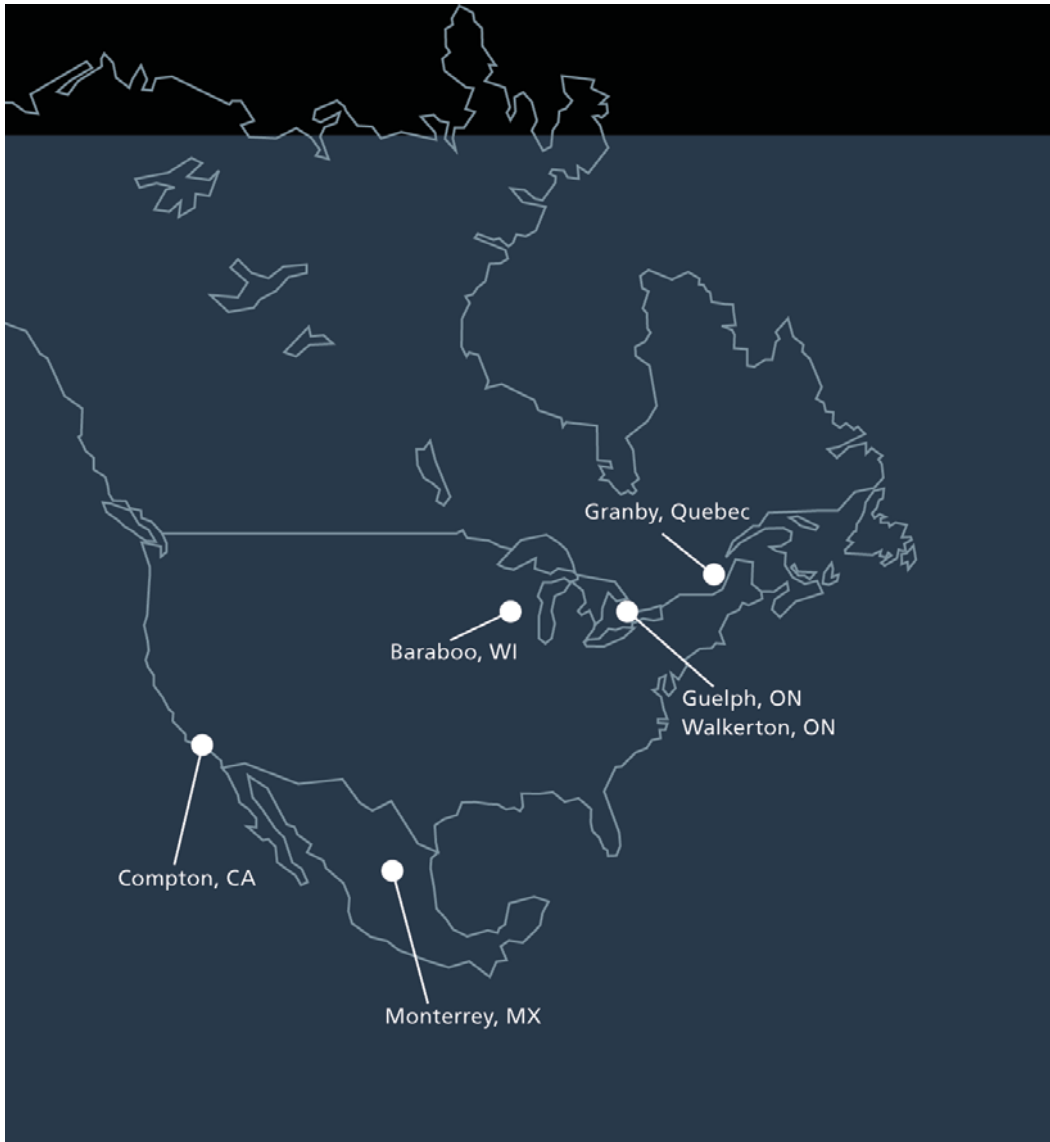 Granby, Quebec
Baraboo, WI
Guelph, ON
Walkerton, ON
Compton, CA
Monterrey, MX